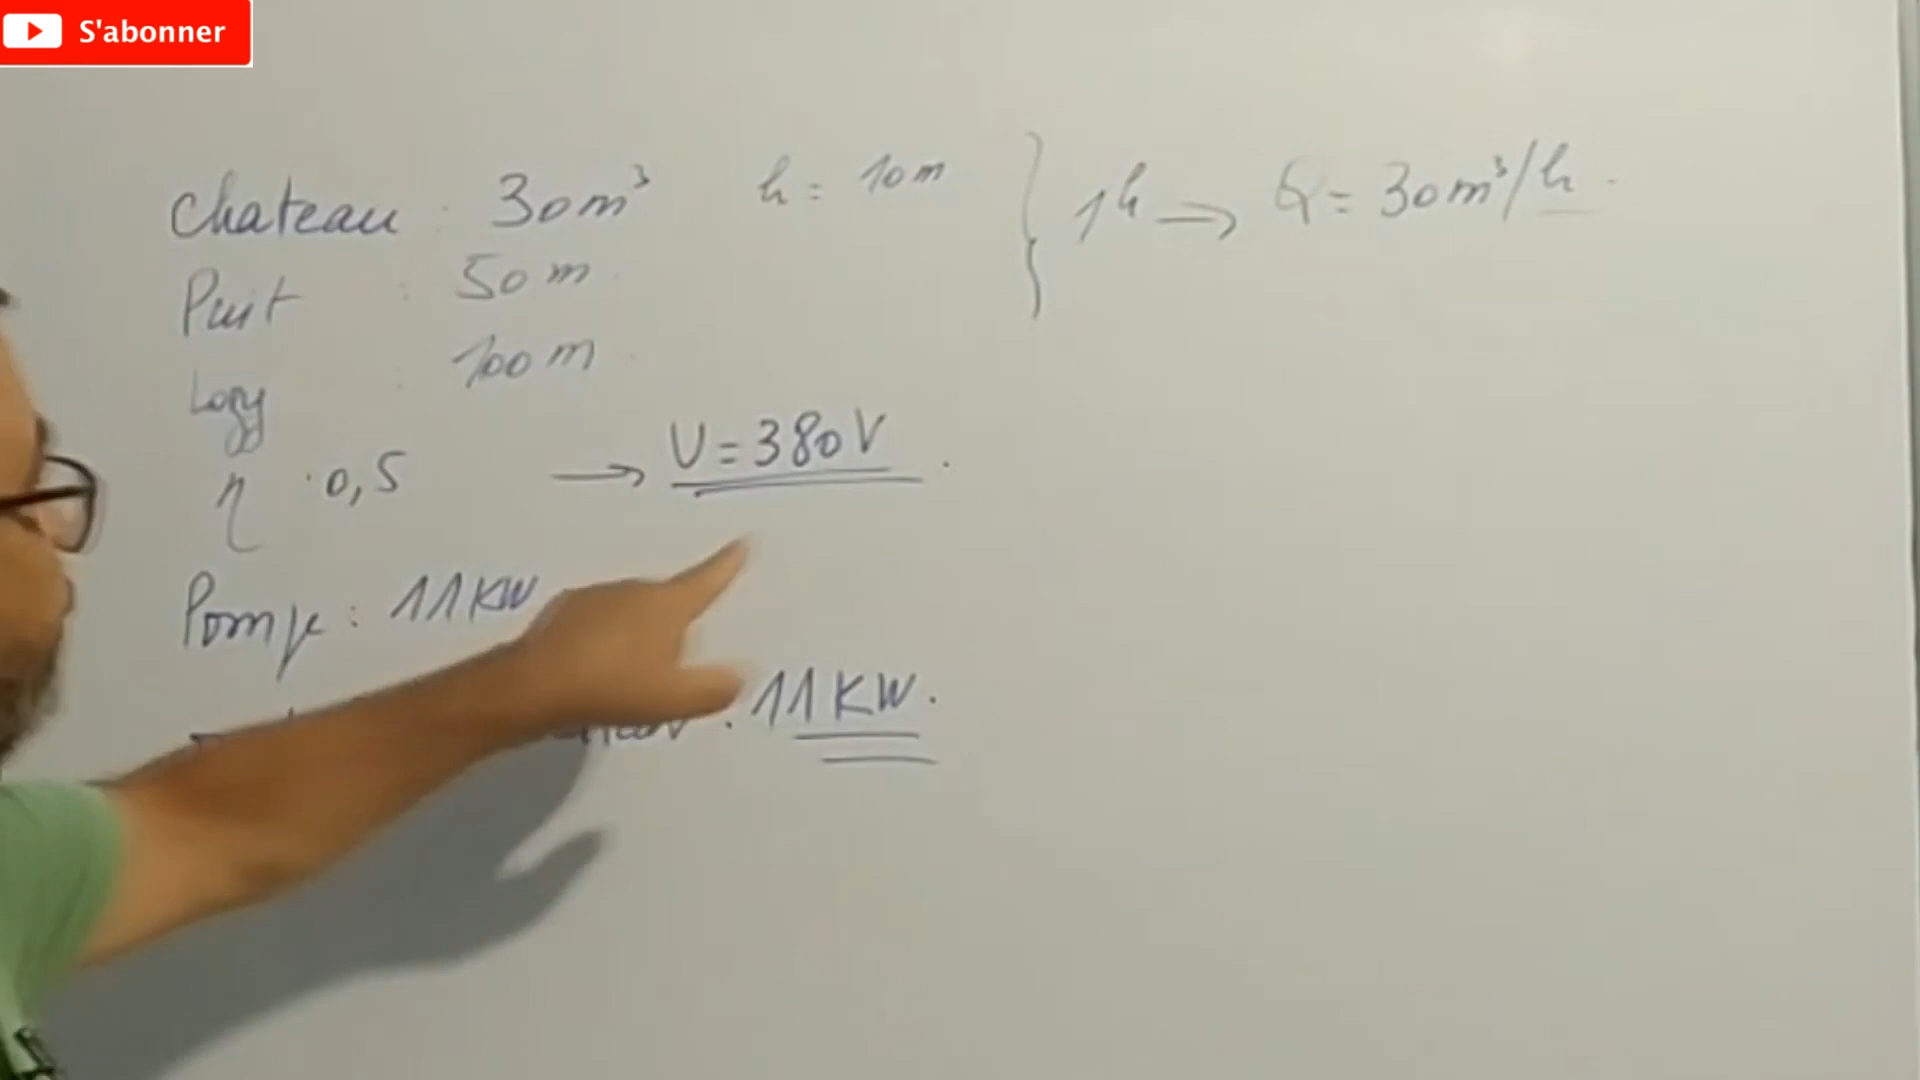 S'abonner
Chateau : 30m³ h = 10m } 1h → Q = 30m³/h.
Puit : 50m.
Long : 100m.
η 0,5 → U = 380V.
Pompe : 11KW
: 11KW.